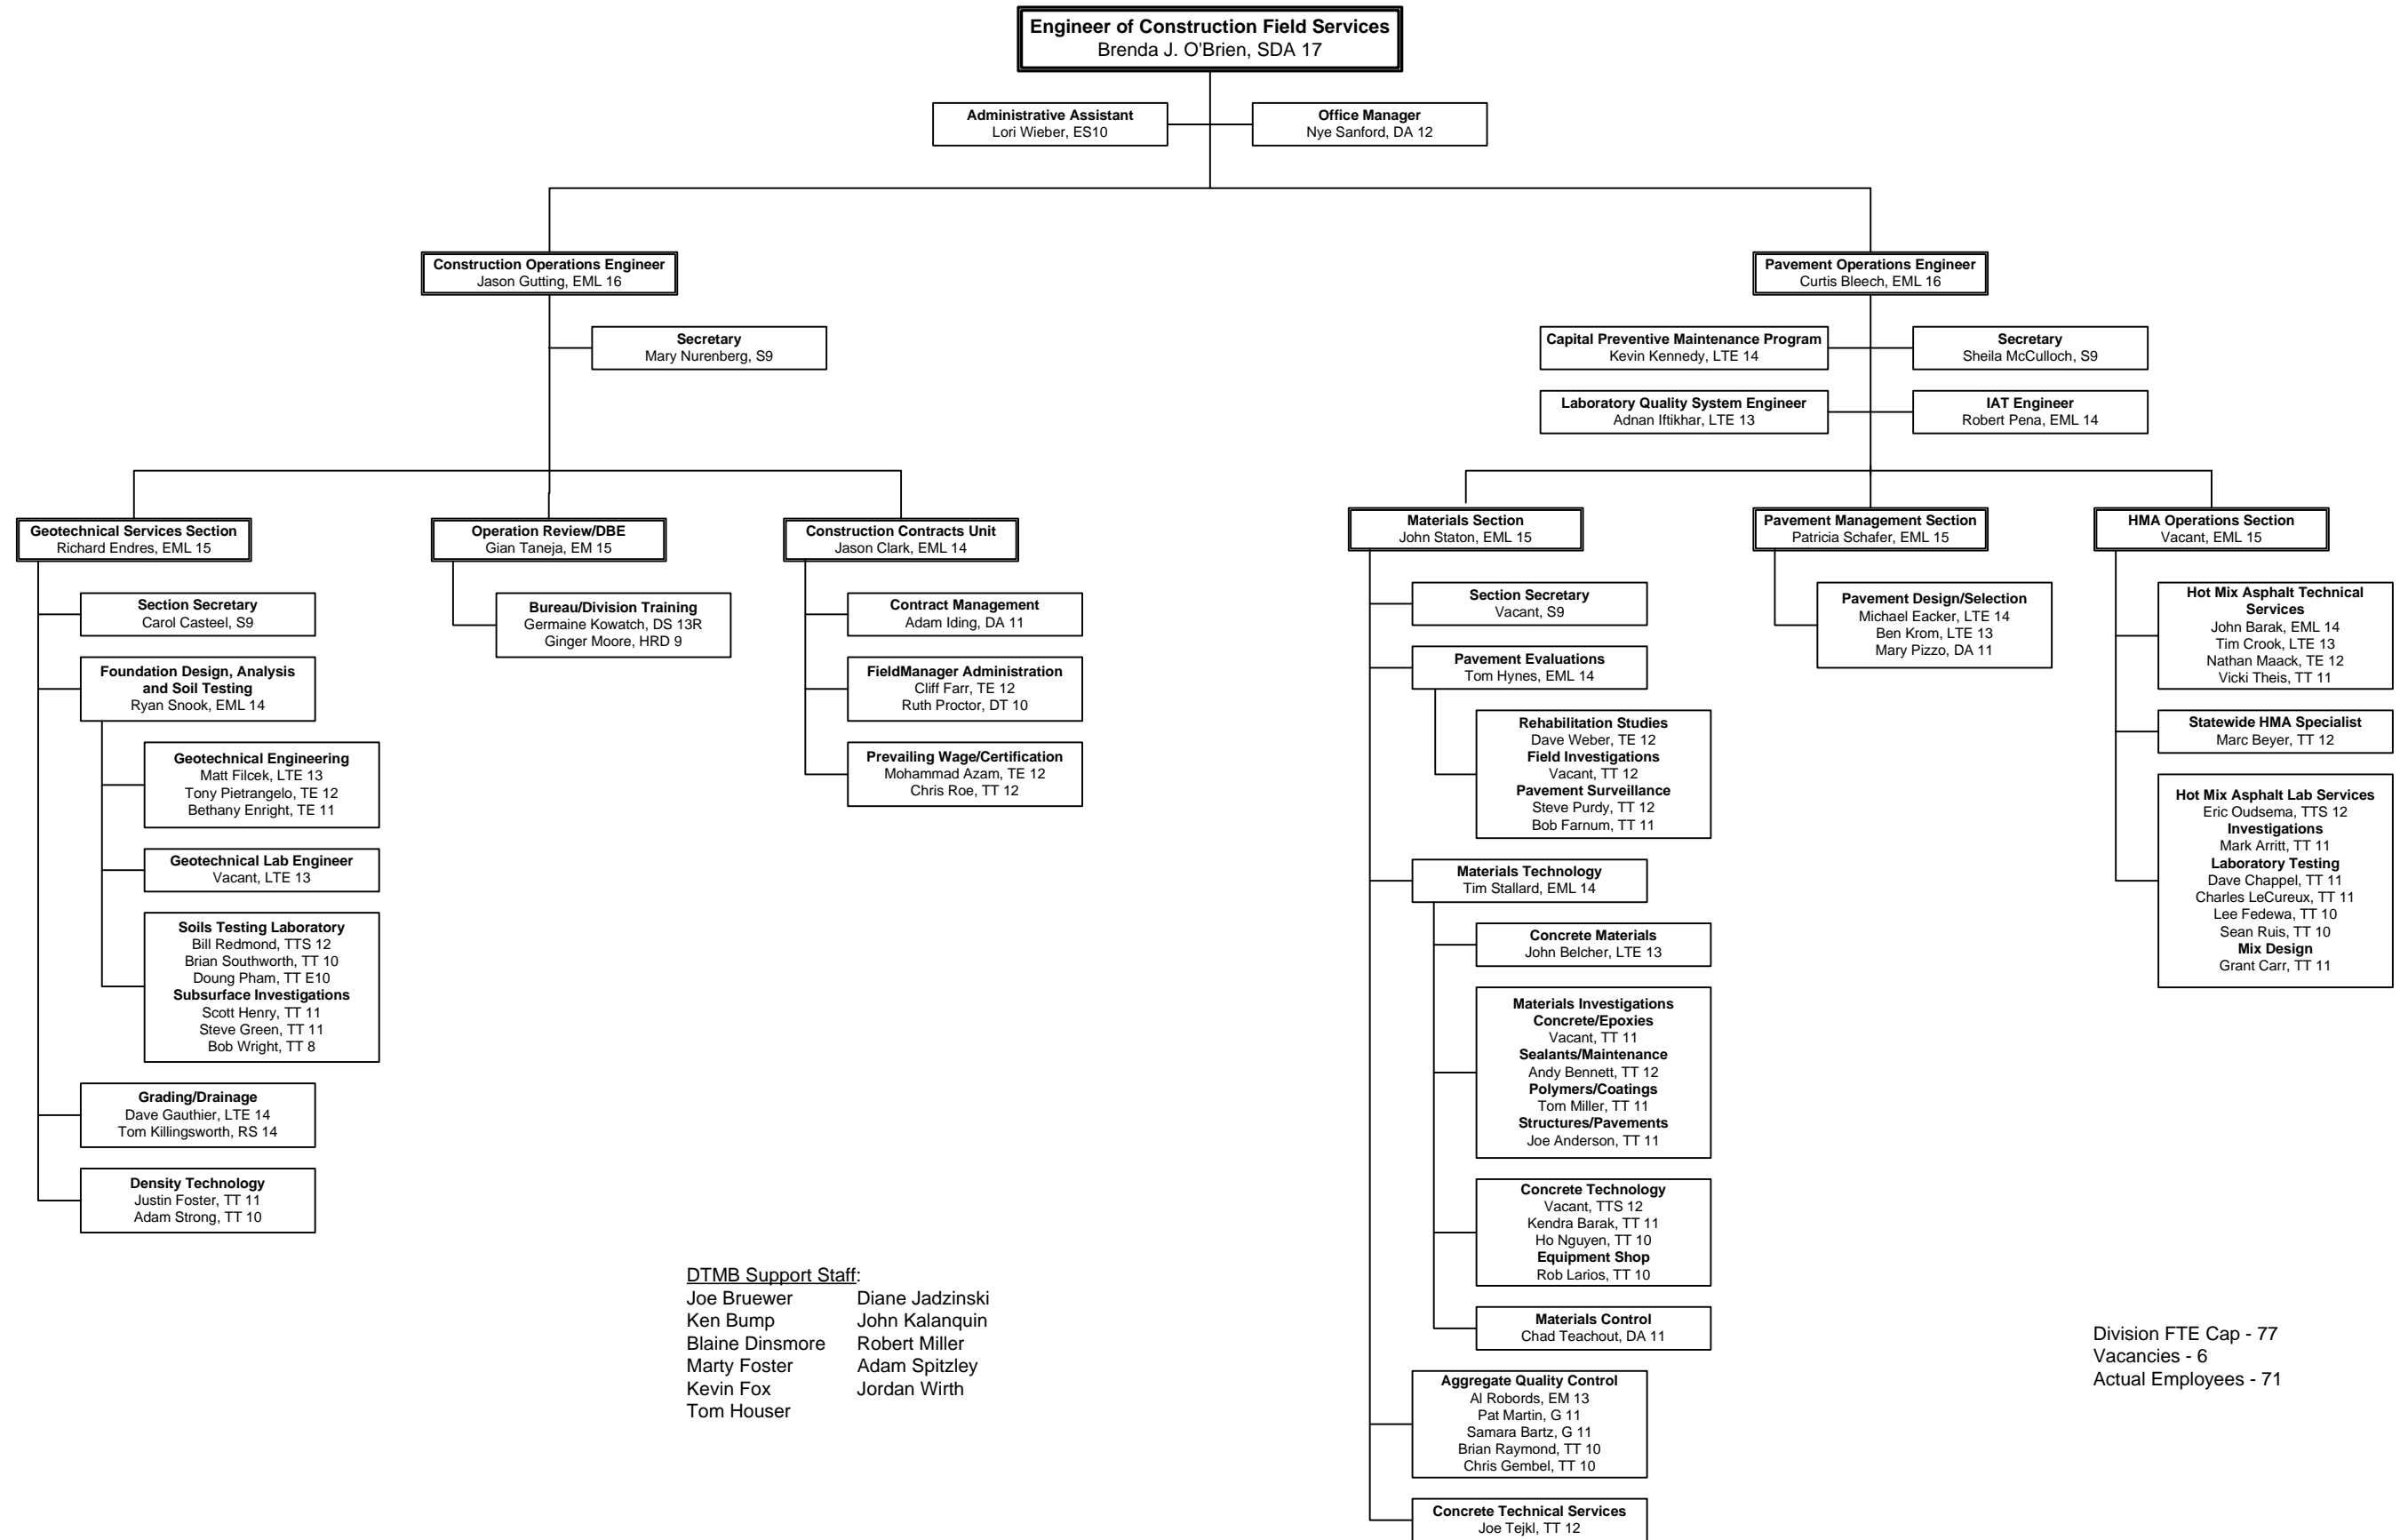 Engineer of Construction Field Services
Brenda J. O'Brien, SDA 17
Administrative Assistant
Lori Wieber, ES10
Office Manager
Nye Sanford, DA 12
Construction Operations Engineer
Jason Gutting, EML 16
Secretary
Mary Nurenberg, S9
Geotechnical Services Section
Richard Endres, EML 15
Section Secretary
Carol Casteel, S9
Foundation Design, Analysis
and Soil Testing
Ryan Snook, EML 14
Geotechnical Engineering
Matt Filcek, LTE 13
Tony Pietrangelo, TE 12
Bethany Enright, TE 11
Geotechnical Lab Engineer
Vacant, LTE 13
Soils Testing Laboratory
Bill Redmond, TTS 12
Brian Southworth, TT 10
Doung Pham, TT E10
Subsurface Investigations
Scott Henry, TT 11
Steve Green, TT 11
Bob Wright, TT 8
Grading/Drainage
Dave Gauthier, LTE 14
Tom Killingsworth, RS 14
Density Technology
Justin Foster, TT 11
Adam Strong, TT 10
Operation Review/DBE
Gian Taneja, EM 15
Bureau/Division Training
Germaine Kowatch, DS 13R
Ginger Moore, HRD 9
Construction Contracts Unit
Jason Clark, EML 14
Contract Management
Adam Iding, DA 11
FieldManager Administration
Cliff Farr, TE 12
Ruth Proctor, DT 10
Prevailing Wage/Certification
Mohammad Azam, TE 12
Chris Roe, TT 12
Pavement Operations Engineer
Curtis Bleech, EML 16
Capital Preventive Maintenance Program
Kevin Kennedy, LTE 14
Secretary
Sheila McCulloch, S9
Laboratory Quality System Engineer
Adnan Iftikhar, LTE 13
IAT Engineer
Robert Pena, EML 14
Materials Section
John Staton, EML 15
Section Secretary
Vacant, S9
Pavement Evaluations
Tom Hynes, EML 14
Rehabilitation Studies
Dave Weber, TE 12
Field Investigations
Vacant, TT 12
Pavement Surveillance
Steve Purdy, TT 12
Bob Farnum, TT 11
Materials Technology
Tim Stallard, EML 14
Concrete Materials
John Belcher, LTE 13
Materials Investigations
Concrete/Epoxies
Vacant, TT 11
Sealants/Maintenance
Andy Bennett, TT 12
Polymers/Coatings
Tom Miller, TT 11
Structures/Pavements
Joe Anderson, TT 11
Concrete Technology
Vacant, TTS 12
Kendra Barak, TT 11
Ho Nguyen, TT 10
Equipment Shop
Rob Larios, TT 10
Materials Control
Chad Teachout, DA 11
Aggregate Quality Control
Al Robords, EM 13
Pat Martin, G 11
Samara Bartz, G 11
Brian Raymond, TT 10
Chris Gembel, TT 10
Concrete Technical Services
Joe Tejkl, TT 12
Pavement Management Section
Patricia Schafer, EML 15
Pavement Design/Selection
Michael Eacker, LTE 14
Ben Krom, LTE 13
Mary Pizzo, DA 11
HMA Operations Section
Vacant, EML 15
Hot Mix Asphalt Technical
Services
John Barak, EML 14
Tim Crook, LTE 13
Nathan Maack, TE 12
Vicki Theis, TT 11
Statewide HMA Specialist
Marc Beyer, TT 12
Hot Mix Asphalt Lab Services
Eric Oudsema, TTS 12
Investigations
Mark Arritt, TT 11
Laboratory Testing
Dave Chappel, TT 11
Charles LeCureux, TT 11
Lee Fedewa, TT 10
Sean Ruis, TT 10
Mix Design
Grant Carr, TT 11
DTMB Support Staff:
Joe Bruewer
Ken Bump
Blaine Dinsmore
Marty Foster
Kevin Fox
Tom Houser
Diane Jadzinski
John Kalanquin
Robert Miller
Adam Spitzley
Jordan Wirth
Division FTE Cap - 77
Vacancies - 6
Actual Employees - 71